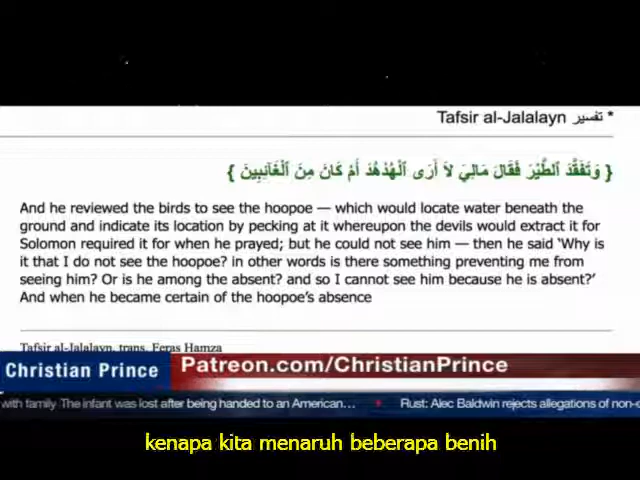 * تفسير Tafsir al-Jalalayn
{ وَتَفَقَّدَ ٱلطَّيْرَ فَقَالَ مَالِيَ لاَ أَرَى ٱلْهُدْهُدَ أَمْ كَانَ مِنَ ٱلْغَآئِبِينَ }
And he reviewed the birds to see the hoopoe — which would locate water beneath the
ground and indicate its location by pecking at it whereupon the devils would extract it for
Solomon required it for when he prayed; but he could not see him — then he said ‘Why is
it that I do not see the hoopoe? in other words is there something preventing me from
seeing him? Or is he among the absent? and so I cannot see him because he is absent?’
And when he became certain of the hoopoe’s absence
Tafsir al-Jalalayn, trans. Feras Hamza
Christian Prince
Patreon.com/ChristianPrince
with family The infant was lost after being handed to an American... Rust: Alec Baldwin rejects allegations of non-
kenapa kita menaruh beberapa benih